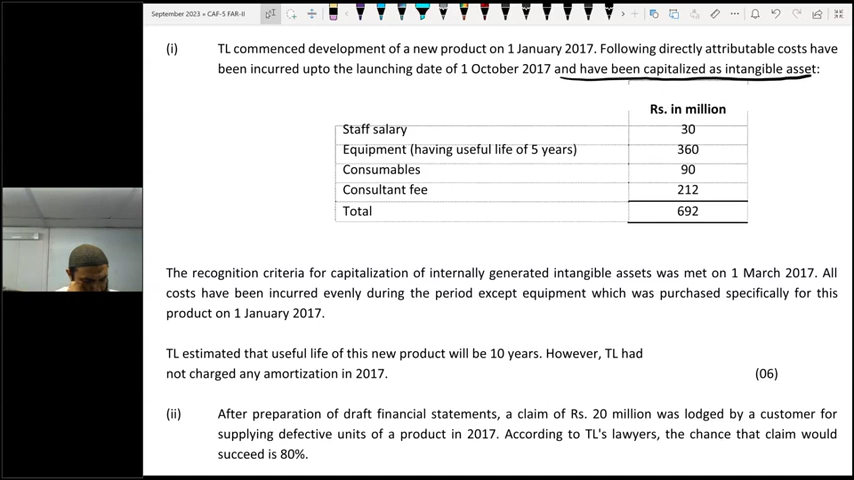 September 2023 » CAF-5 FAR-II
(i) TL commenced development of a new product on 1 January 2017. Following directly attributable costs have
been incurred upto the launching date of 1 October 2017 and have been capitalized as intangible asset:
Rs. in million
Staff salary 30
Equipment (having useful life of 5 years) 360
Consumables 90
Consultant fee 212
Total 692
The recognition criteria for capitalization of internally generated intangible assets was met on 1 March 2017. All
costs have been incurred evenly during the period except equipment which was purchased specifically for this
product on 1 January 2017.
TL estimated that useful life of this new product will be 10 years. However, TL had
not charged any amortization in 2017. (06)
(ii) After preparation of draft financial statements, a claim of Rs. 20 million was lodged by a customer for
supplying defective units of a product in 2017. According to TL's lawyers, the chance that claim would
succeed is 80%.